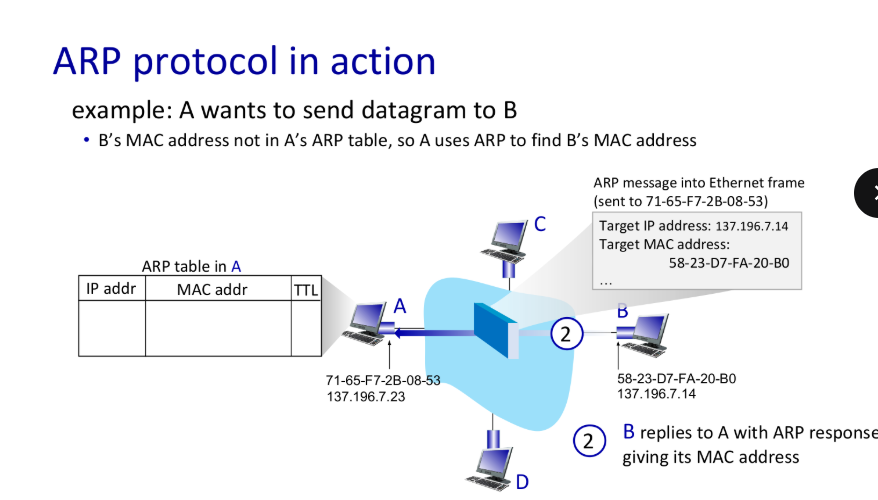 ARP protocol in action
example: A wants to send datagram to B
• B’s MAC address not in A’s ARP table, so A uses ARP to find B’s MAC address
ARP message into Ethernet frame
(sent to 71-65-F7-2B-08-53)
Target IP address: 137.196.7.14
Target MAC address:
58-23-D7-FA-20-B0
...
C
ARP table in A
IP addr MAC addr TTL
A
B
2
71-65-F7-2B-08-53
137.196.7.23
58-23-D7-FA-20-B0
137.196.7.14
2 B replies to A with ARP response
giving its MAC address
D